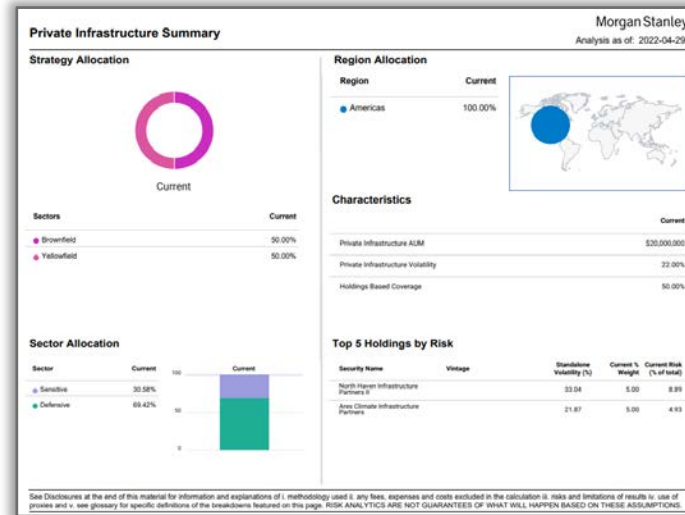 Morgan Stanley
Private Infrastructure Summary
Analysis as of: 2022-04-29
Strategy Allocation
Current
Sectors Current
Brownfield 50.00%
Yellowfield 50.00%
Region Allocation
Region Current
Americas 100.00%
Characteristics
Current
Private Infrastructure AUM $20,000,000
Private Infrastructure Volatility 22.00%
Holdings Based Coverage 50.00%
Sector Allocation
Sector Current
Sensitive 30.58%
Defensive 69.42%
Current
100
50
0
Top 5 Holdings by Risk
Security Name Vintage Standalone Volatility (%) Current % Weight Current Risk (% of total)
North Haven Infrastructure
Partners II 33.04 5.00 8.89
Ares Climate Infrastructure
Partners 21.87 5.00 4.93
See Disclosures at the end of this material for information and explanations of i. methodology used ii. any fees, expenses and costs excluded in the calculation iii. risks and limitations of results iv. use of
proxies and v. see glossary for specific definitions of the breakdowns featured on this page. RISK ANALYTICS ARE NOT GUARANTEES OF WHAT WILL HAPPEN BASED ON THESE ASSUMPTIONS.